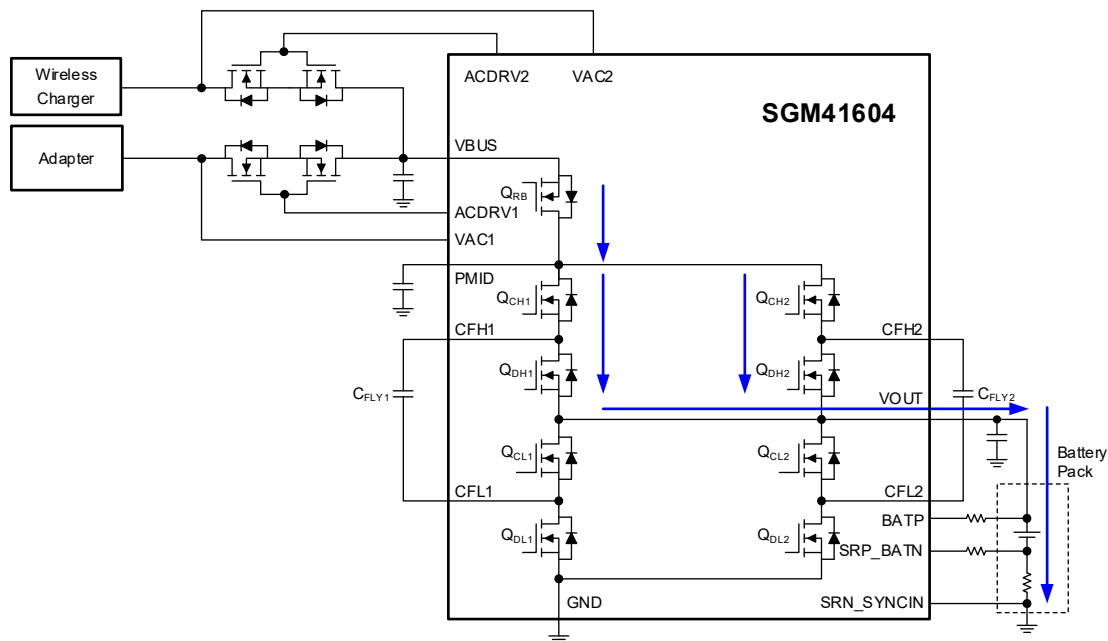 Wireless
Charger
Adapter
ACDRV2
VAC2
SGM41604
VBUS
QRB
ACDRV1
VAC1
PMID
QCH1
QCH2
CFH1
CFH2
QDH1
QDH2
CFLY1
VOUT
CFLY2
QCL1
QCL2
Battery
Pack
CFL1
CFL2
BATP
QDL1
QDL2
SRP_BATN
GND
SRN_SYNCIN